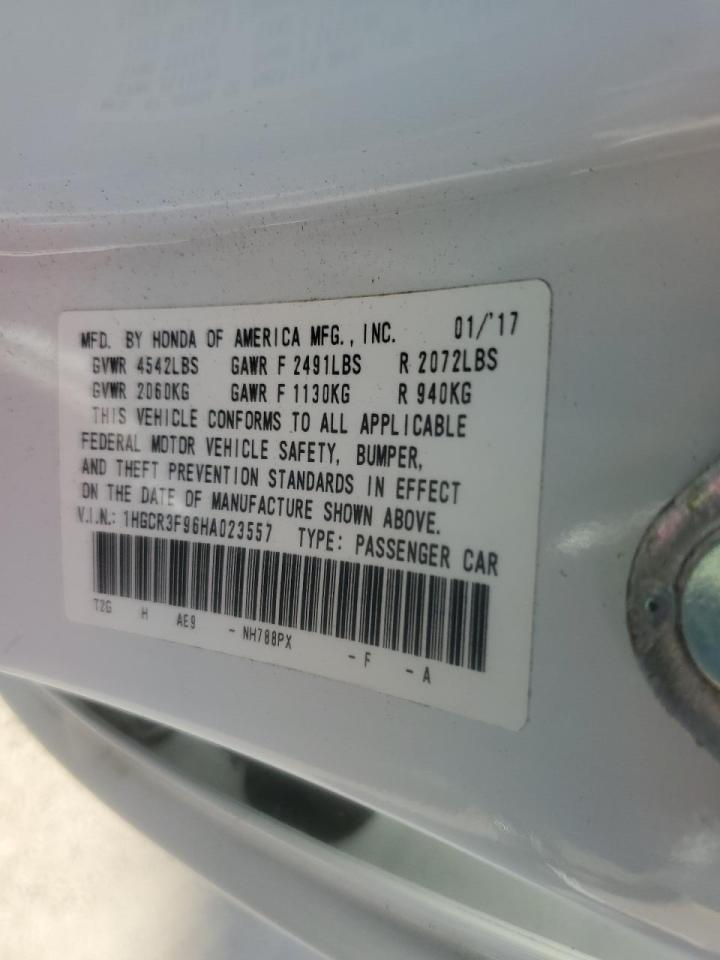 MFD. BY HONDA OF AMERICA MFG., INC. 01/'17
GVWR 4542LBS GAWR F 2491LBS R 2072LBS
GVWR 2060KG GAWR F 1130KG R 940KG
THIS VEHICLE CONFORMS TO ALL APPLICABLE
FEDERAL MOTOR VEHICLE SAFETY, BUMPER,
AND THEFT PREVENTION STANDARDS IN EFFECT
ON THE DATE OF MANUFACTURE SHOWN ABOVE.
V.I.N.: 1HGCR3F96HA023557 TYPE: PASSENGER CAR
T2G H AE9 - NH788PX - F - A